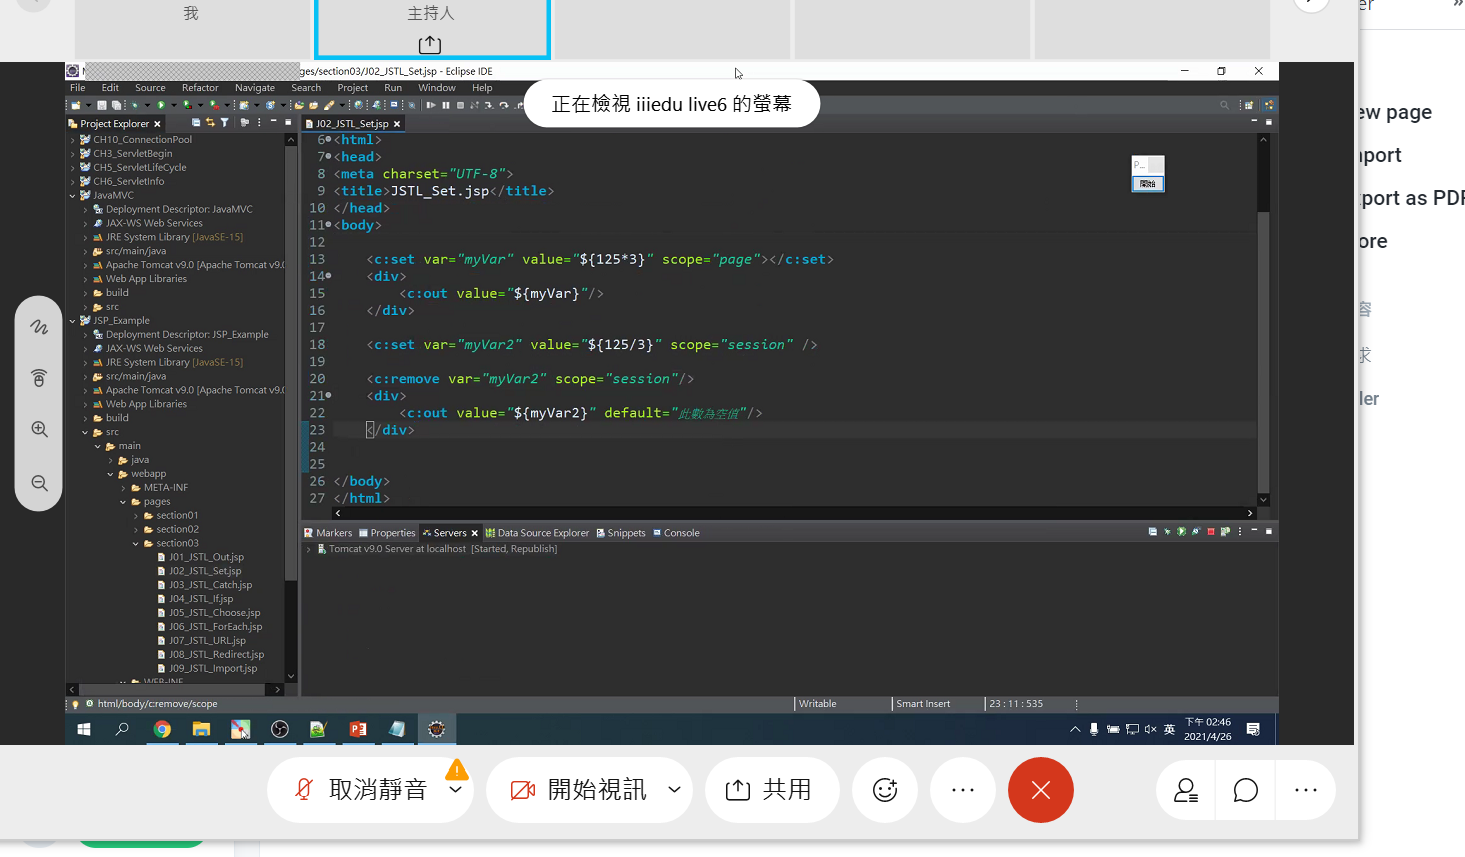 我
主持人
ges/section03/J02_JSTL_Set.jsp - Eclipse IDE
File Edit Source Refactor Navigate Search Project Run Window Help
正在檢視 iiiedu live6 的螢幕
Project Explorer
CH10_ConnectionPool
CH3_ServletBegin
CH5_ServletLifeCycle
CH6_ServletInfo
JavaMVC
Deployment Descriptor: JavaMVC
JAX-WS Web Services
JRE System Library [JavaSE-15]
src/main/java
Apache Tomcat v9.0 [Apache Tomcat v9.0
Web App Libraries
build
src
JSP_Example
Deployment Descriptor: JSP_Example
JAX-WS Web Services
JRE System Library [JavaSE-15]
src/main/java
Apache Tomcat v9.0 [Apache Tomcat v9.0
Web App Libraries
build
src
main
java
webapp
META-INF
pages
section01
section02
section03
J01_JSTL_Out.jsp
J02_JSTL_Set.jsp
J03_JSTL_Catch.jsp
J04_JSTL_If.jsp
J05_JSTL_Choose.jsp
J06_JSTL_ForEach.jsp
J07_JSTL_URL.jsp
J08_JSTL_Redirect.jsp
J09_JSTL_Import.jsp
WEB-INF
J02_JSTL_Set.jsp
6 <html>
7 <head>
8 <meta charset="UTF-8">
9 <title>JSTL_Set.jsp</title>
10 </head>
11 <body>
12
13 <c:set var="myVar" value="${125*3}" scope="page"></c:set>
14 <div>
15 <c:out value="${myVar}"/>
16 </div>
17
18 <c:set var="myVar2" value="${125/3}" scope="session" />
19
20 <c:remove var="myVar2" scope="session"/>
21 <div>
22 <c:out value="${myVar2}" default="此數為空值"/>
23 </div>
24
25
26 </body>
27 </html>
P...
開始
Markers Properties Servers Data Source Explorer Snippets Console
Tomcat v9.0 Server at localhost [Started, Republish]
html/body/c:remove/scope
Writable
Smart Insert
23 : 11 : 535
英
下午 02:46
2021/4/26
取消靜音
開始視訊
共用
er
ew page
port
port as PDF
ore
容
求
ler